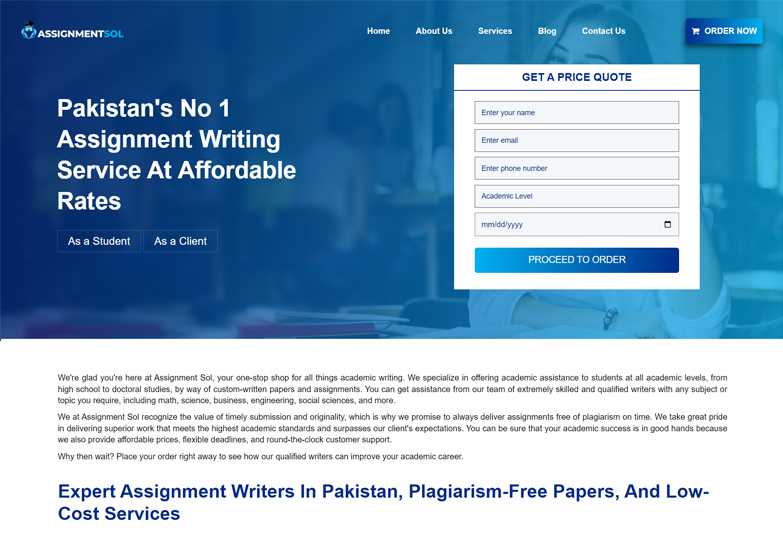 ASSIGNMENTSOL
Home
About Us
Services
Blog
Contact Us
ORDER NOW
Pakistan's No 1
Assignment Writing
Service At Affordable
Rates
As a Student
As a Client
GET A PRICE QUOTE
Enter your name
Enter email
Enter phone number
Academic Level
mm/dd/yyyy
PROCEED TO ORDER
We're glad you're here at Assignment Sol, your one-stop shop for all things academic writing. We specialize in offering academic assistance to students at all academic levels, from
high school to doctoral studies, by way of custom-written papers and assignments. You can get assistance from our team of extremely skilled and qualified writers with any subject or
topic you require, including math, science, business, engineering, social sciences, and more.
We at Assignment Sol recognize the value of timely submission and originality, which is why we promise to always deliver assignments free of plagiarism on time. We take great pride
in delivering superior work that meets the highest academic standards and surpasses our client's expectations. You can be sure that your academic success is in good hands because
we also provide affordable prices, flexible deadlines, and round-the-clock customer support.
Why then wait? Place your order right away to see how our qualified writers can improve your academic career.
Expert Assignment Writers In Pakistan, Plagiarism-Free Papers, And Low-
Cost Services